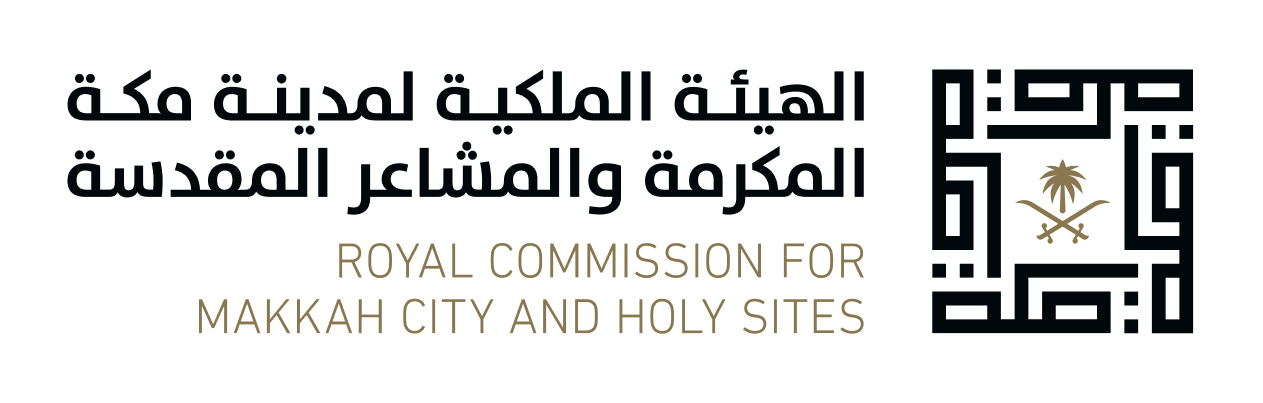 الهيئة الملكية لمدينة مكة
المكرمة والمشاعر المقدسة
ROYAL COMMISSION FOR
MAKKAH CITY AND HOLY SITES